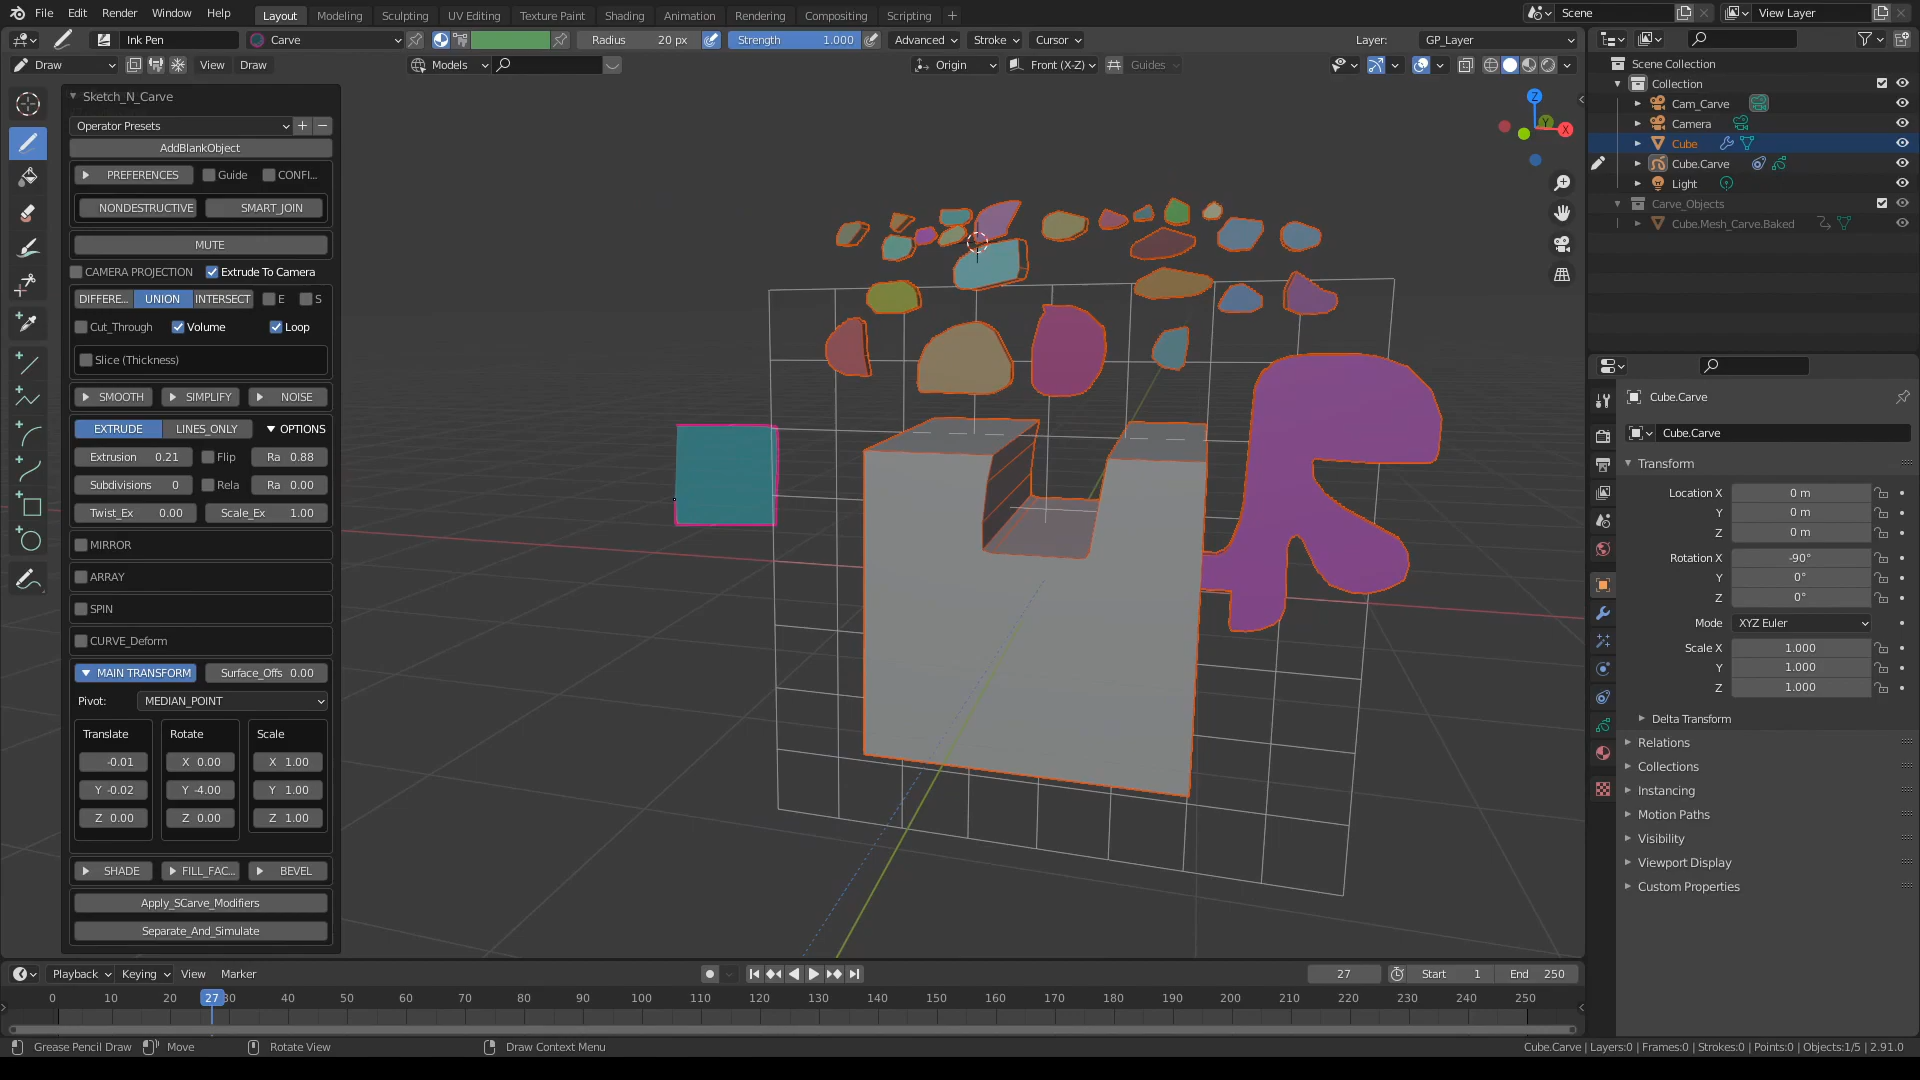 File Edit Render Window Help Layout Modeling Sculpting UV Editing Texture Paint Shading Animation Rendering Compositing Scripting + Scene View Layer
Ink Pen Carve Radius 20 px Strength 1.000 Advanced Stroke Cursor Layer: GP_Layer
Draw View Draw Models Origin Front (X-Z) Guides
Sketch_N_Carve
Operator Presets + −
AddBlankObject
PREFERENCES Guide CONFI...
NONDESTRUCTIVE SMART_JOIN
MUTE
CAMERA PROJECTION Extrude To Camera
DIFFERE... UNION INTERSECT E S
Cut_Through Volume Loop
Slice (Thickness)
SMOOTH SIMPLIFY NOISE
EXTRUDE LINES_ONLY OPTIONS
Extrusion 0.21 Flip Ra 0.88
Subdivisions 0 Rela Ra 0.00
Twist_Ex 0.00 Scale_Ex 1.00
MIRROR
ARRAY
SPIN
CURVE_Deform
MAIN TRANSFORM Surface_Offs 0.00
Pivot: MEDIAN_POINT
Translate Rotate Scale
-0.01 X 0.00 X 1.00
Y -0.02 Y -4.00 Y 1.00
Z 0.00 Z 0.00 Z 1.00
SHADE FILL_FAC... BEVEL
Apply_SCarve_Modifiers
Separate_And_Simulate
Z
Y
X
Scene Collection
Collection
Cam_Carve
Camera
Cube
Cube.Carve
Light
Carve_Objects
Cube.Mesh_Carve.Baked
Cube.Carve
Cube.Carve
Transform
Location X 0 m
Y 0 m
Z 0 m
Rotation X -90°
Y 0°
Z 0°
Mode XYZ Euler
Scale X 1.000
Y 1.000
Z 1.000
Delta Transform
Relations
Collections
Instancing
Motion Paths
Visibility
Viewport Display
Custom Properties
Playback Keying View Marker 27 Start 1 End 250
0 10 20 27 30 40 50 60 70 80 90 100 110 120 130 140 150 160 170 180 190 200 210 220 230 240 250
Grease Pencil Draw Move Rotate View Draw Context Menu Cube.Carve | Layers:0 | Frames:0 | Strokes:0 | Points:0 | Objects:1/5 | 2.91.0